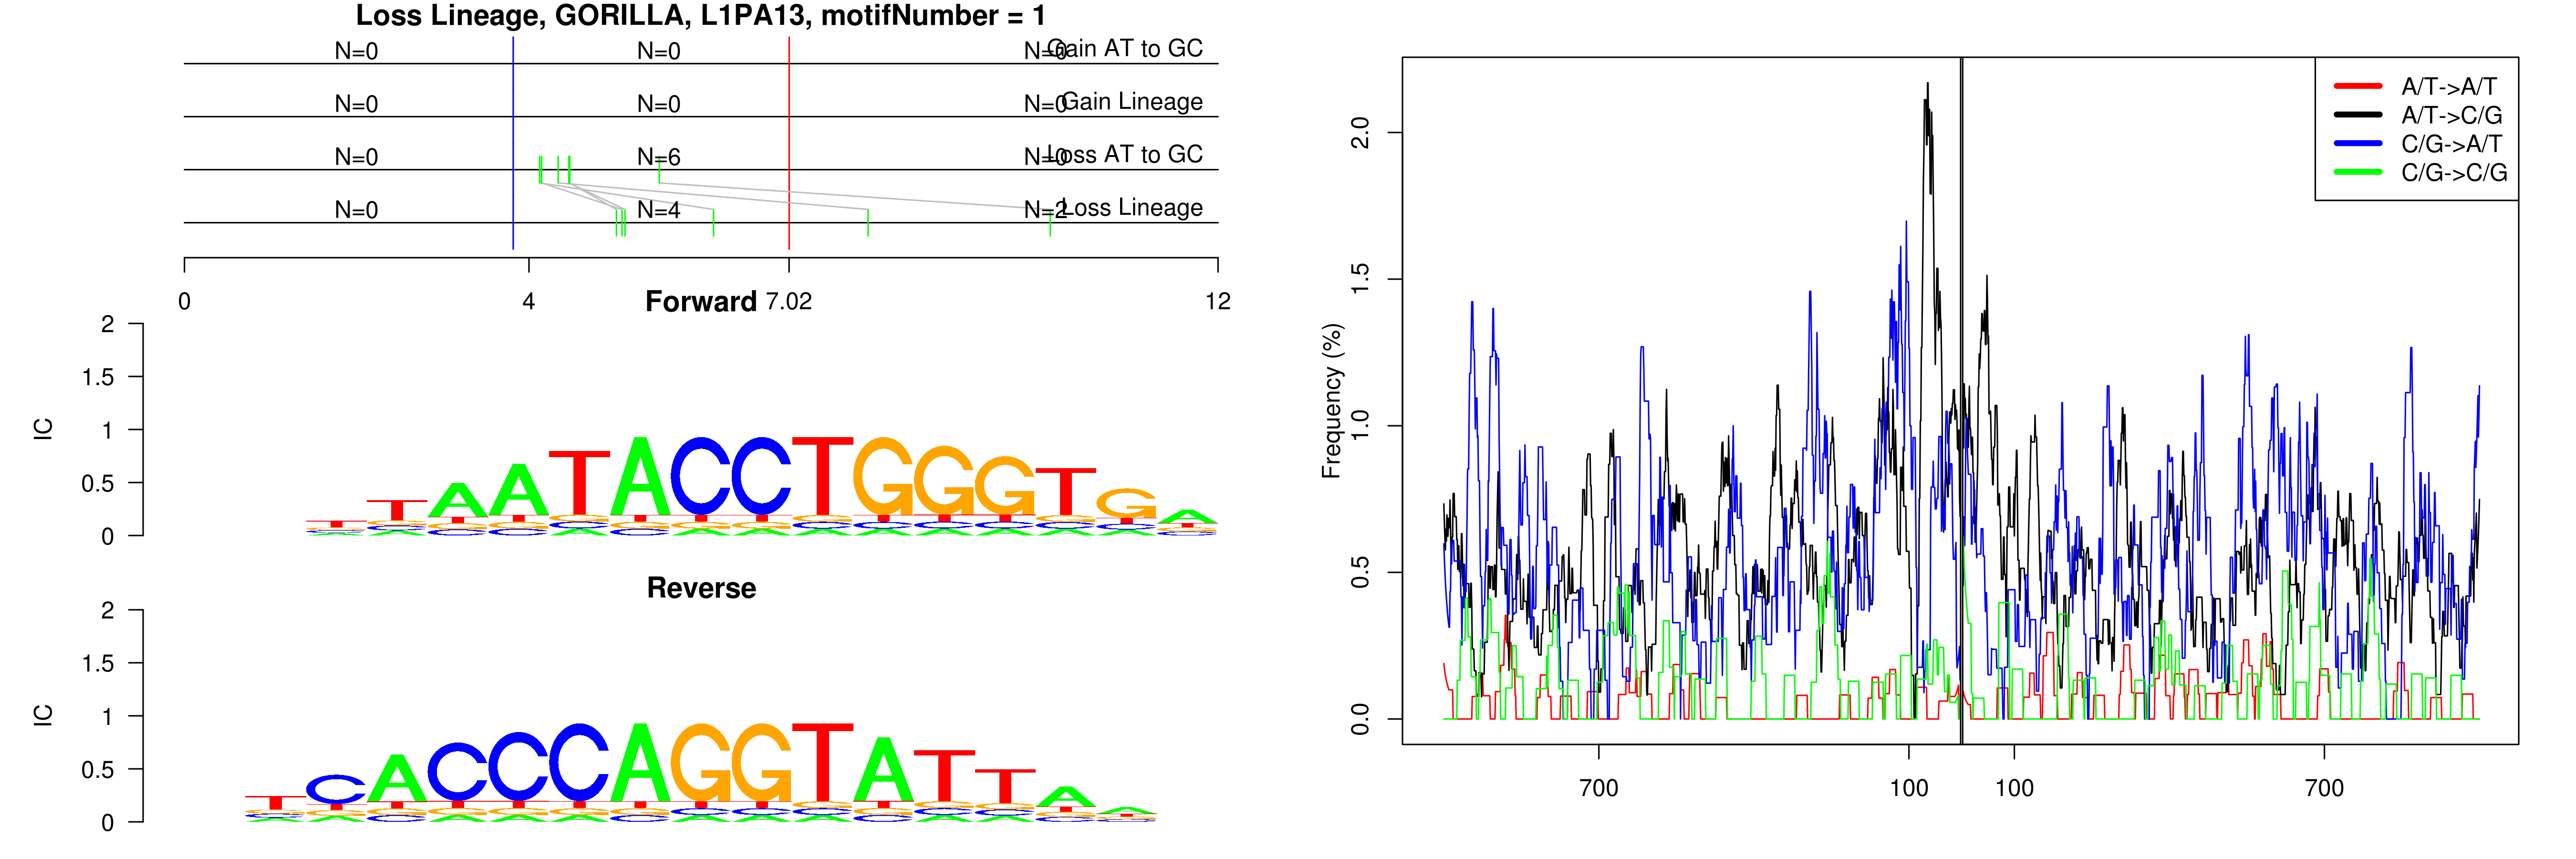 Loss Lineage, GORILLA, L1PA13, motifNumber = 1
N=0 N=0 N=0 Gain AT to GC
N=0 N=0 N=0 Gain Lineage
N=0 N=6 N=0 Loss AT to GC
N=0 N=4 N=2 Loss Lineage
0 4 7.02 12
Forward
2
1.5
1
0.5
0
IC
TTAATACCTGGGTGA
Reverse
2
1.5
1
0.5
0
IC
TCACCCAGGTATTAA
Frequency (%)
2.0
1.5
1.0
0.5
0.0
700 100 100 700
A/T->A/T
A/T->C/G
C/G->A/T
C/G->C/G